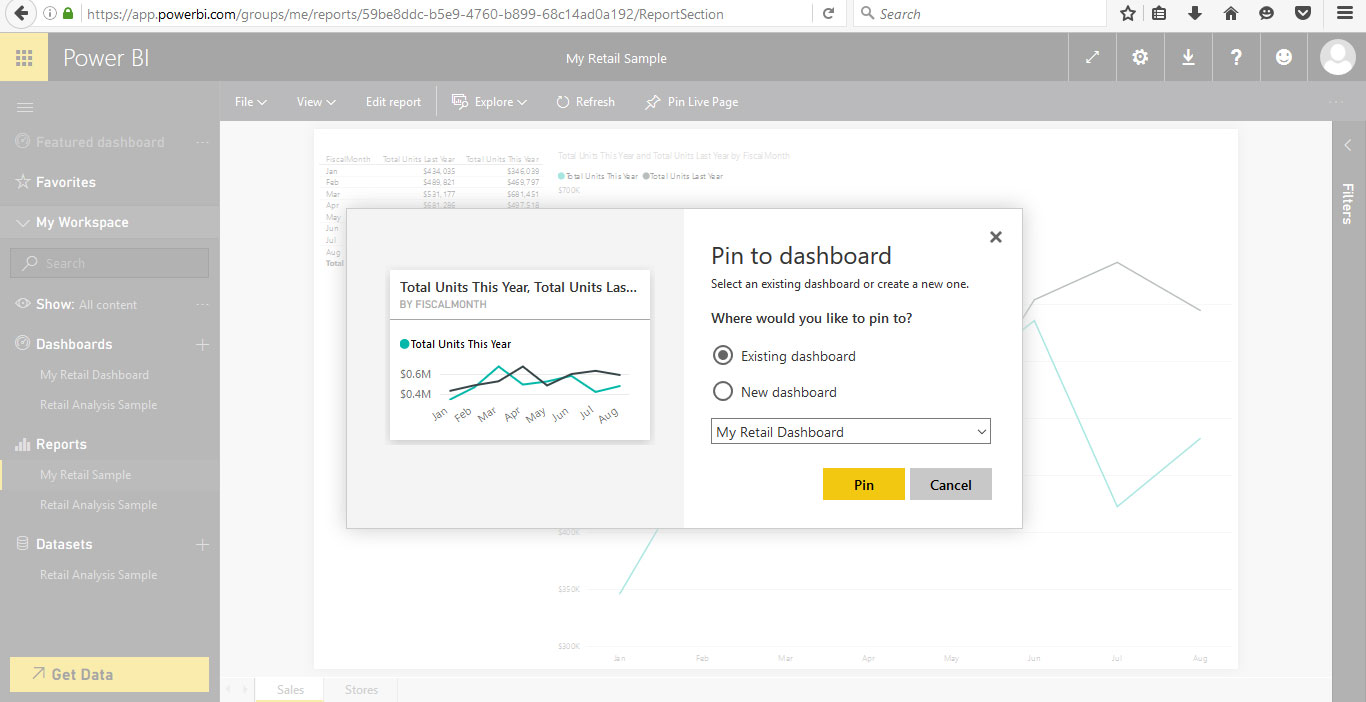 https://app.powerbi.com/groups/me/reports/59be8ddc-b5e9-4760-b899-68c14ad0a192/ReportSection
Search
Power BI
My Retail Sample
File
View
Edit report
Explore
Refresh
Pin Live Page
Featured dashboard
Favorites
My Workspace
Search
Show: All content
Dashboards
My Retail Dashboard
Retail Analysis Sample
Reports
My Retail Sample
Retail Analysis Sample
Datasets
Retail Analysis Sample
Get Data
FiscalMonth Total Units Last Year Total Units This Year
Jan $434,035 $346,039
Feb $489,821 $469,797
Mar $531,177 $681,451
Apr $681,286 $497,518
May
Jun
Jul
Aug
Total
Total Units This Year and Total Units Last Year by FiscalMonth
Total Units This Year Total Units Last Year
$700K
$400K
$350K
$300K
Jan Feb Mar Apr May Jun Jul Aug
Total Units This Year, Total Units Las...
BY FISCALMONTH
Total Units This Year
$0.6M
$0.4M
Jan Feb Mar Apr May Jun Jul Aug
Pin to dashboard
Select an existing dashboard or create a new one.
Where would you like to pin to?
Existing dashboard
New dashboard
My Retail Dashboard
Pin Cancel
Filters
Sales Stores